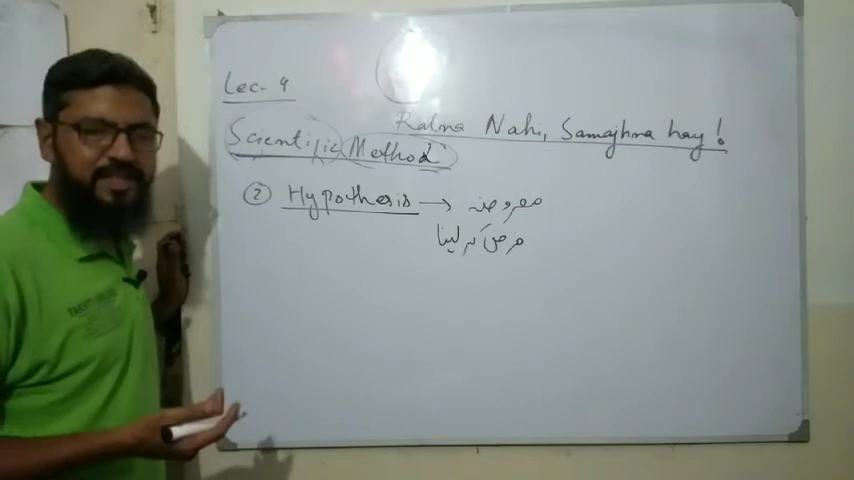 Lec-4
Ratna Nahi, Samajhna hay!
Scientific Method
② Hypothesis → مفروضہ
فرض کر لینا